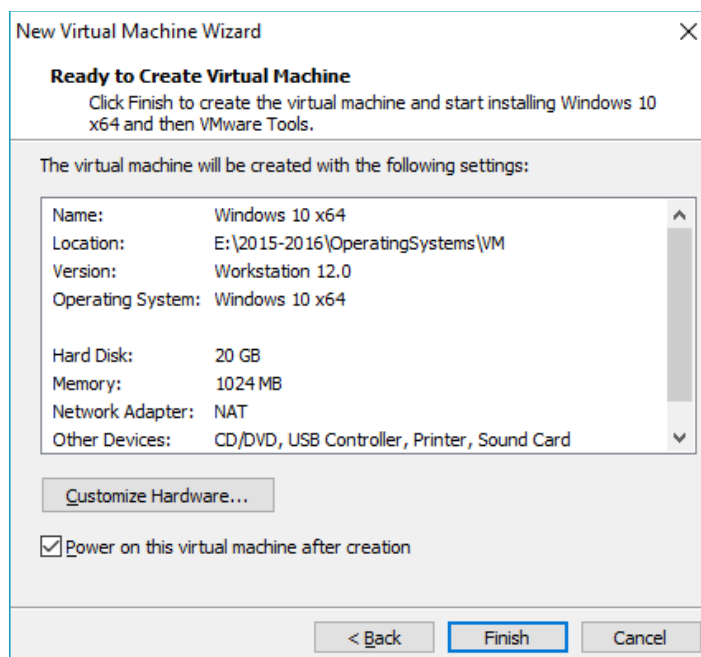 New Virtual Machine Wizard
Ready to Create Virtual Machine
Click Finish to create the virtual machine and start installing Windows 10
x64 and then VMware Tools.
The virtual machine will be created with the following settings:
Name: Windows 10 x64
Location: E:\2015-2016\OperatingSystems\VM
Version: Workstation 12.0
Operating System: Windows 10 x64
Hard Disk: 20 GB
Memory: 1024 MB
Network Adapter: NAT
Other Devices: CD/DVD, USB Controller, Printer, Sound Card
Customize Hardware...
Power on this virtual machine after creation
< Back Finish Cancel